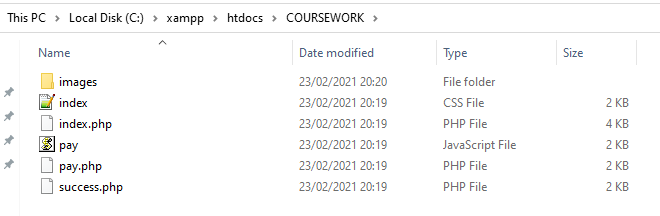 This PC > Local Disk (C:) > xampp > htdocs > COURSEWORK >
Name Date modified Type Size
images 23/02/2021 20:20 File folder
index 23/02/2021 20:19 CSS File 2 KB
index.php 23/02/2021 20:19 PHP File 4 KB
pay 23/02/2021 20:19 JavaScript File 2 KB
pay.php 23/02/2021 20:19 PHP File 2 KB
success.php 23/02/2021 20:19 PHP File 2 KB